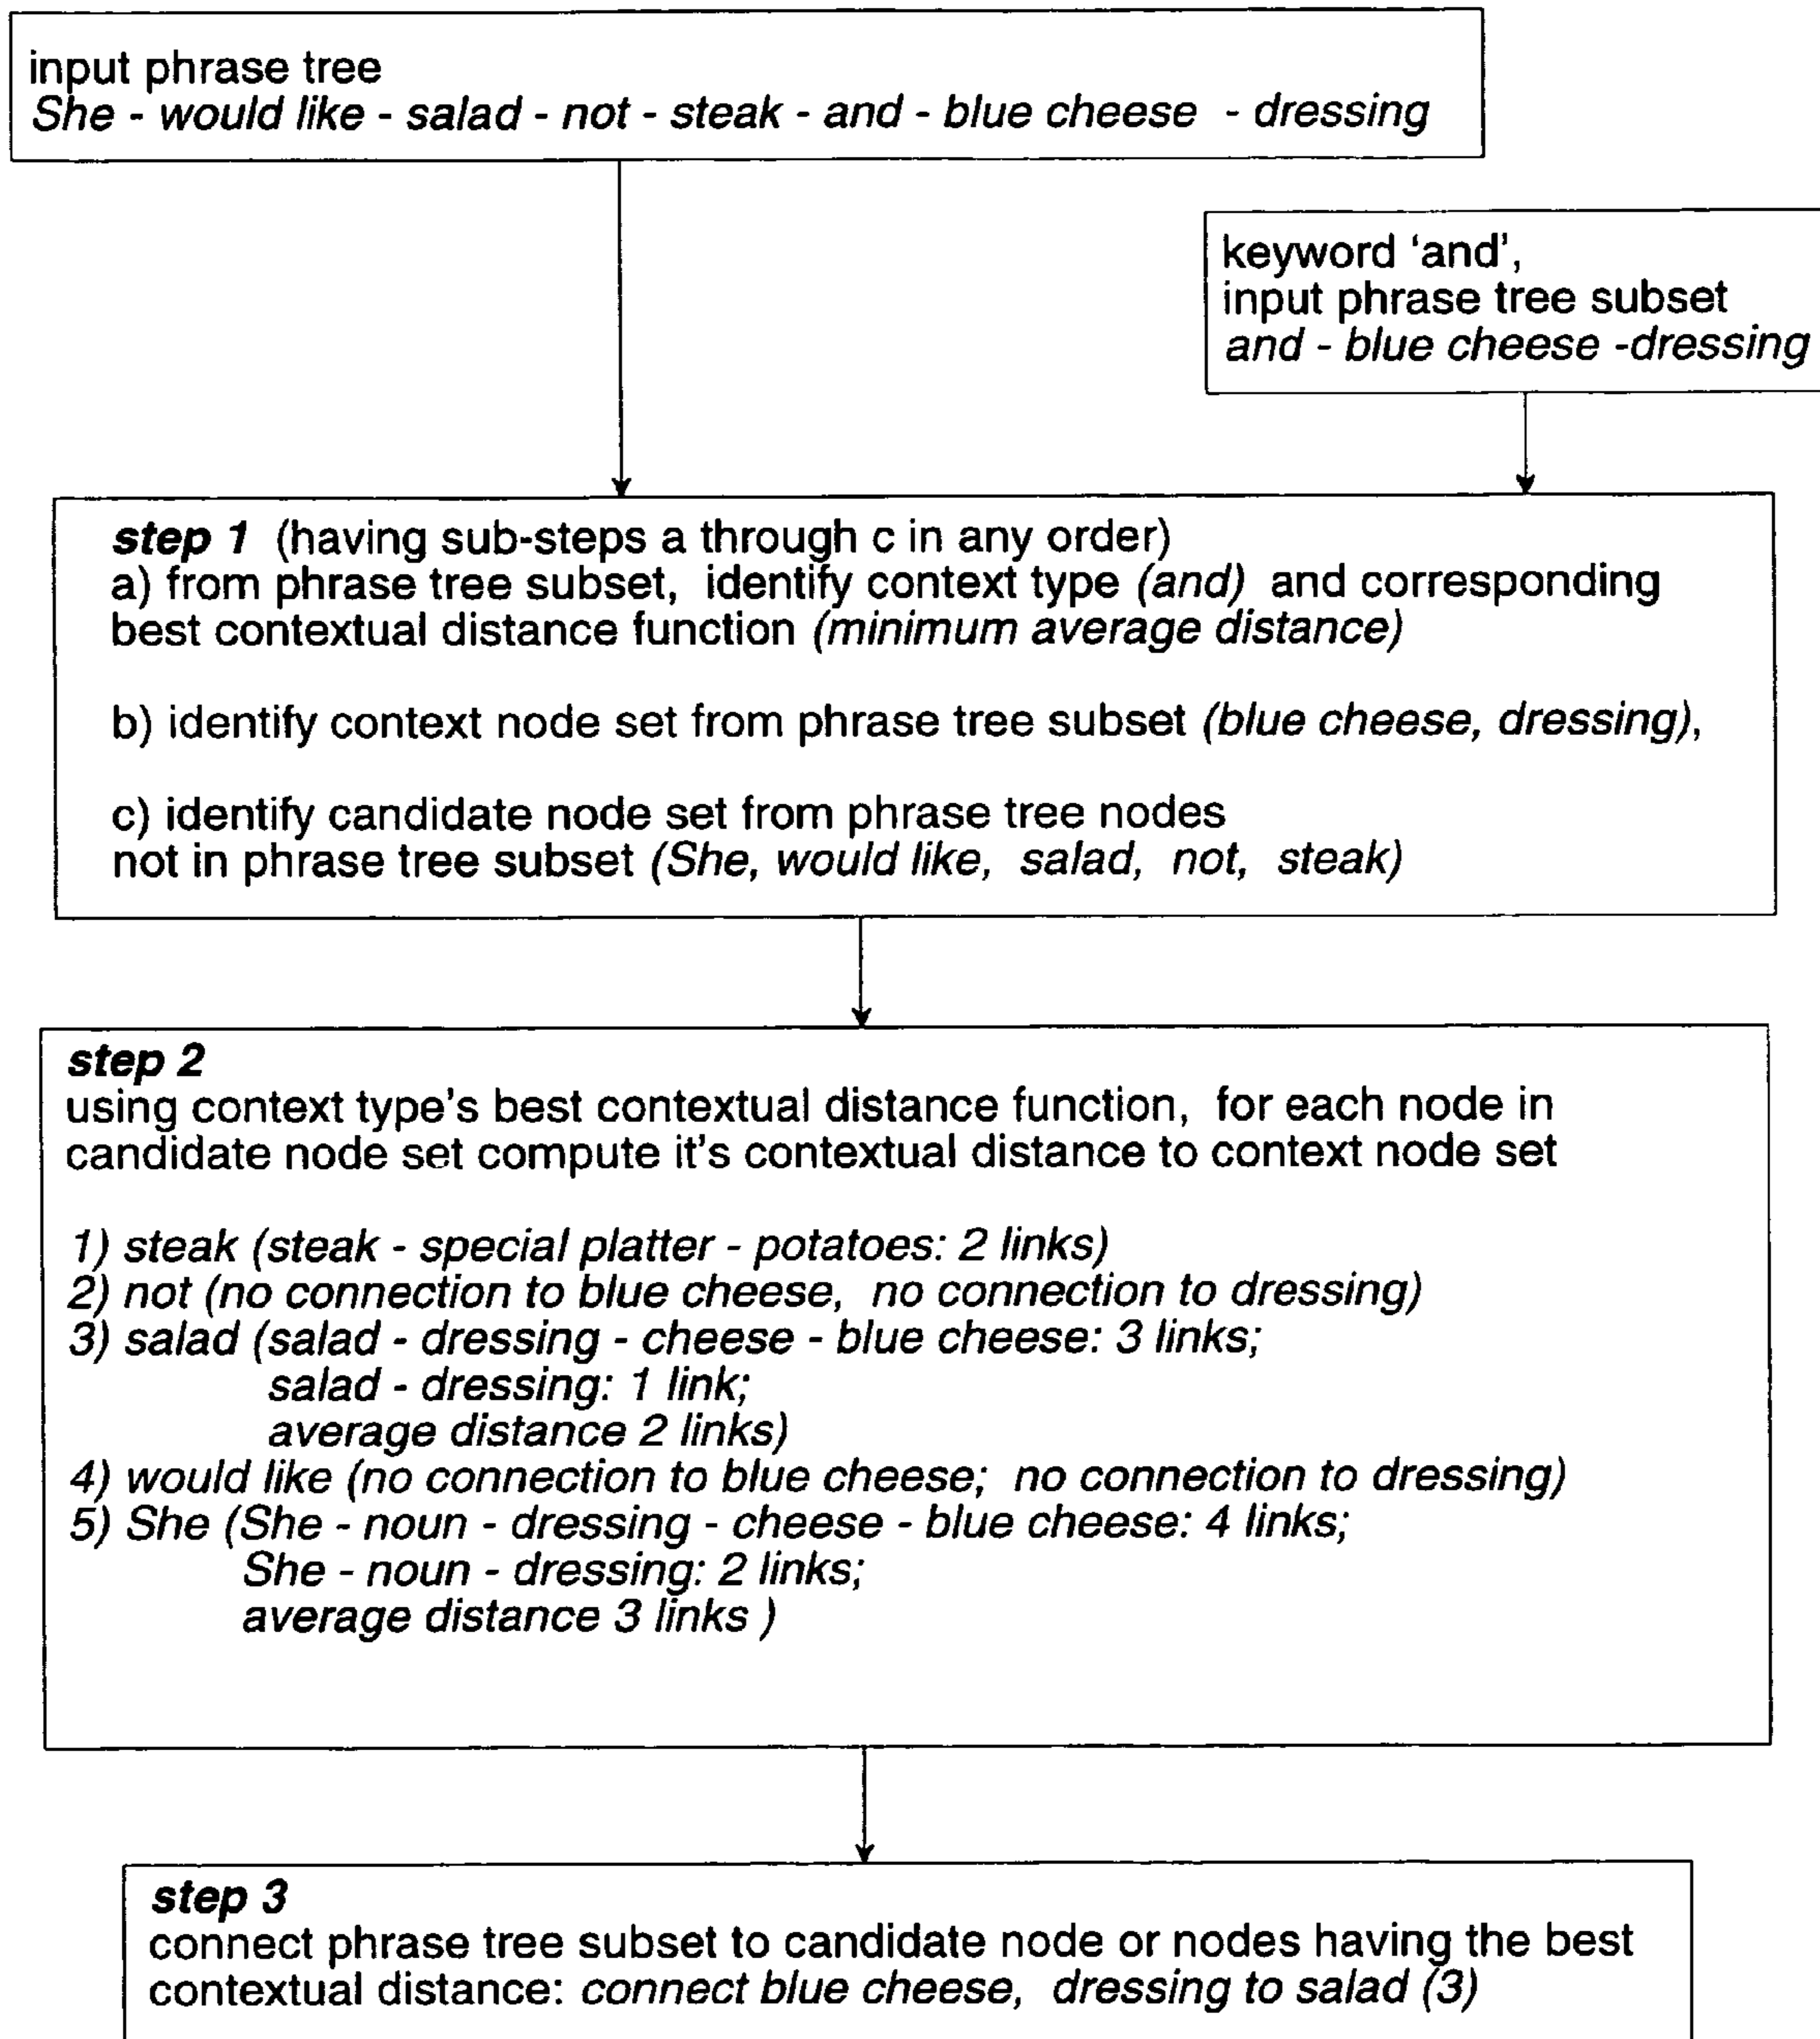 input phrase tree
She - would like - salad - not - steak - and - blue cheese - dressing
keyword ‘and’,
input phrase tree subset
and - blue cheese -dressing
step 1 (having sub-steps a through c in any order)
a) from phrase tree subset, identify context type (and) and corresponding
best contextual distance function (minimum average distance)
b) identify context node set from phrase tree subset (blue cheese, dressing),
c) identify candidate node set from phrase tree nodes
not in phrase tree subset (She, would like, salad, not, steak)
step 2
using context type's best contextual distance function, for each node in
candidate node set compute it's contextual distance to context node set
1) steak (steak - special platter - potatoes: 2 links)
2) not (no connection to blue cheese, no connection to dressing)
3) salad (salad - dressing - cheese - blue cheese: 3 links;
salad - dressing: 1 link;
average distance 2 links)
4) would like (no connection to blue cheese; no connection to dressing)
5) She (She - noun - dressing - cheese - blue cheese: 4 links;
She - noun - dressing: 2 links;
average distance 3 links )
step 3
connect phrase tree subset to candidate node or nodes having the best
contextual distance: connect blue cheese, dressing to salad (3)